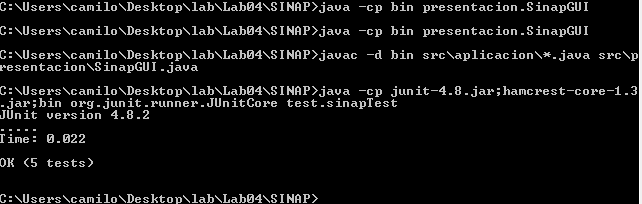 C:\Users\camilo\Desktop\lab\Lab04\SINAP>java -cp bin presentacion.SinapGUI
C:\Users\camilo\Desktop\lab\Lab04\SINAP>java -cp bin presentacion.SinapGUI
C:\Users\camilo\Desktop\lab\Lab04\SINAP>javac -d bin src\aplicacion\*.java src\p
resentacion\SinapGUI.java
C:\Users\camilo\Desktop\lab\Lab04\SINAP>java -cp junit-4.8.jar;hamcrest-core-1.3
.jar;bin org.junit.runner.JUnitCore test.sinapTest
JUnit version 4.8.2
.....
Time: 0.022
OK (5 tests)
C:\Users\camilo\Desktop\lab\Lab04\SINAP>